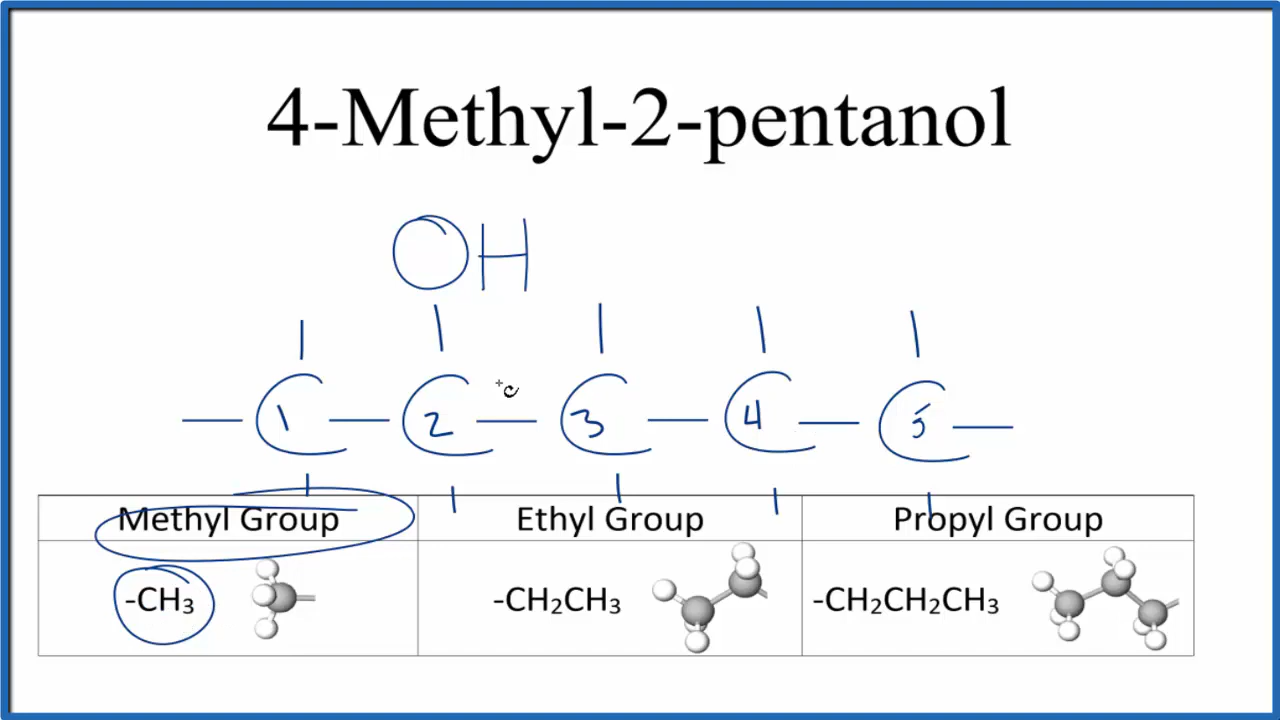 4-Methyl-2-pentanol
OH
C1 — C2 — C3 — C4 — C5
Methyl Group Ethyl Group Propyl Group
-CH₃ -CH₂CH₃ -CH₂CH₂CH₃